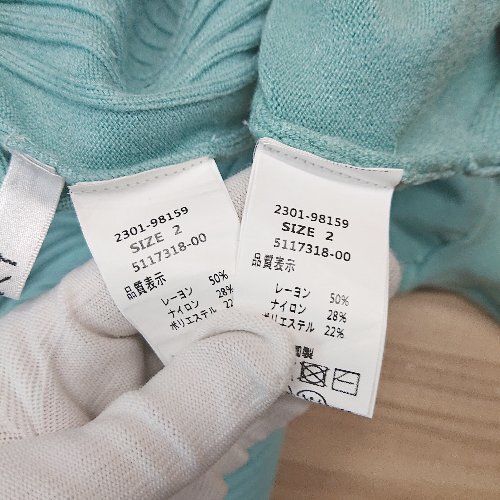 2301-98159
SIZE 2
5117318-00
品質表示
レーヨン 50%
ナイロン 28%
ポリエステル 22
2301-98159
SIZE 2
5117318-00
品質表示
レーヨン 50%
ナイロン 28%
ポリエステル 22%
国製